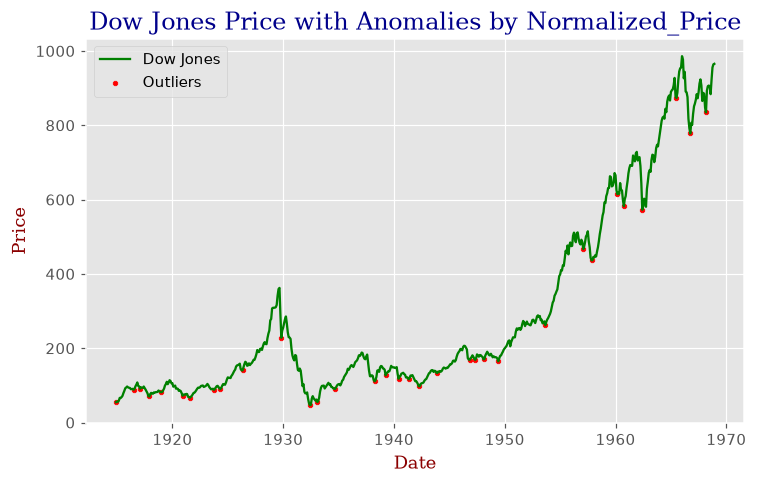 Dow Jones Price with Anomalies by Normalized_Price
Dow Jones
Outliers
1000
800
600
400
200
0
Price
1920 1930 1940 1950 1960 1970
Date